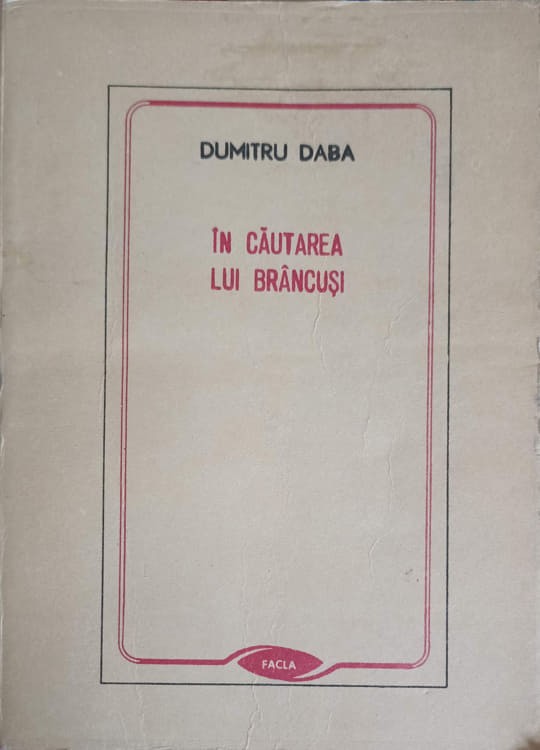 DUMITRU DABA
ÎN CĂUTAREA
LUI BRÂNCUȘI
FACLA